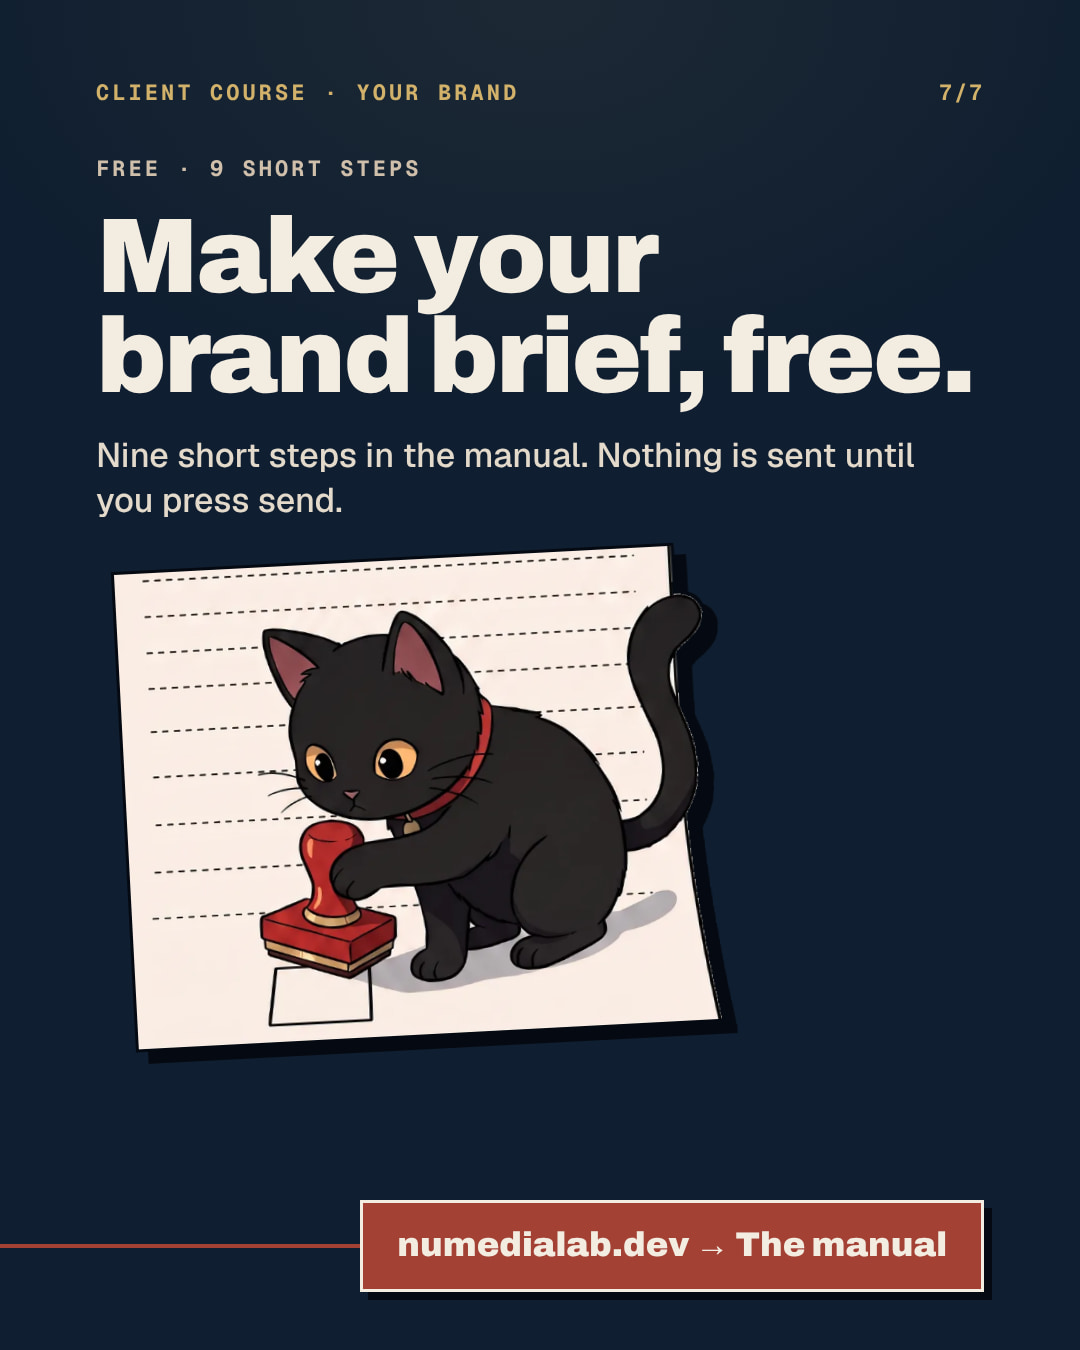 CLIENT COURSE · YOUR BRAND
7/7
FREE · 9 SHORT STEPS
Make your
brand brief, free.
Nine short steps in the manual. Nothing is sent until
you press send.
numedialab.dev → The manual